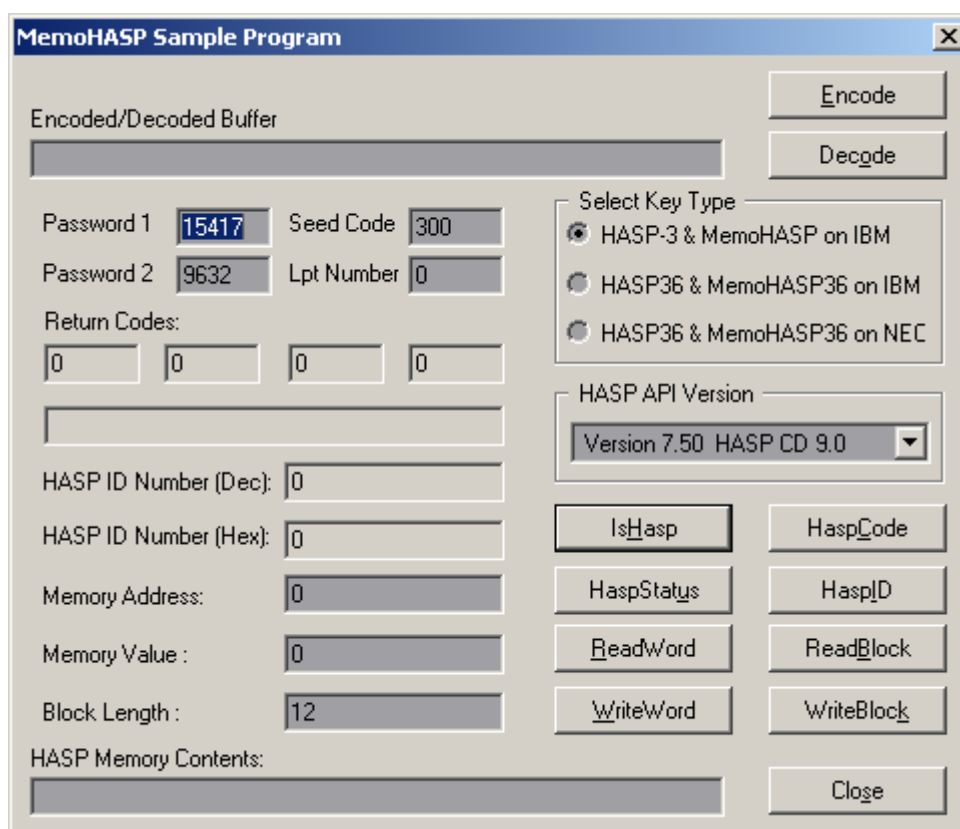 MemoHASP Sample Program
Encode
Encoded/Decoded Buffer
Decode
Select Key Type
Password 1 15417 Seed Code 300
HASP-3 & MemoHASP on IBM
Password 2 9632 Lpt Number 0
HASP36 & MemoHASP36 on IBM
Return Codes:
HASP36 & MemoHASP36 on NEC
0 0 0 0
HASP API Version
Version 7.50 HASP CD 9.0
HASP ID Number (Dec): 0
HASP ID Number (Hex): 0
IsHasp HaspCode
Memory Address: 0
HaspStatus HaspID
Memory Value : 0
ReadWord ReadBlock
Block Length : 12
WriteWord WriteBlock
HASP Memory Contents:
Close